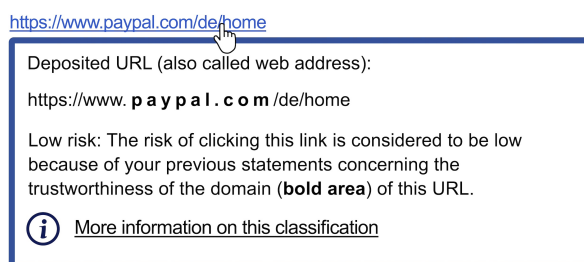 https://www.paypal.com/de/home
Deposited URL (also called web address):
https://www. paypal.com /de/home
Low risk: The risk of clicking this link is considered to be low
because of your previous statements concerning the
trustworthiness of the domain (bold area) of this URL.
i More information on this classification